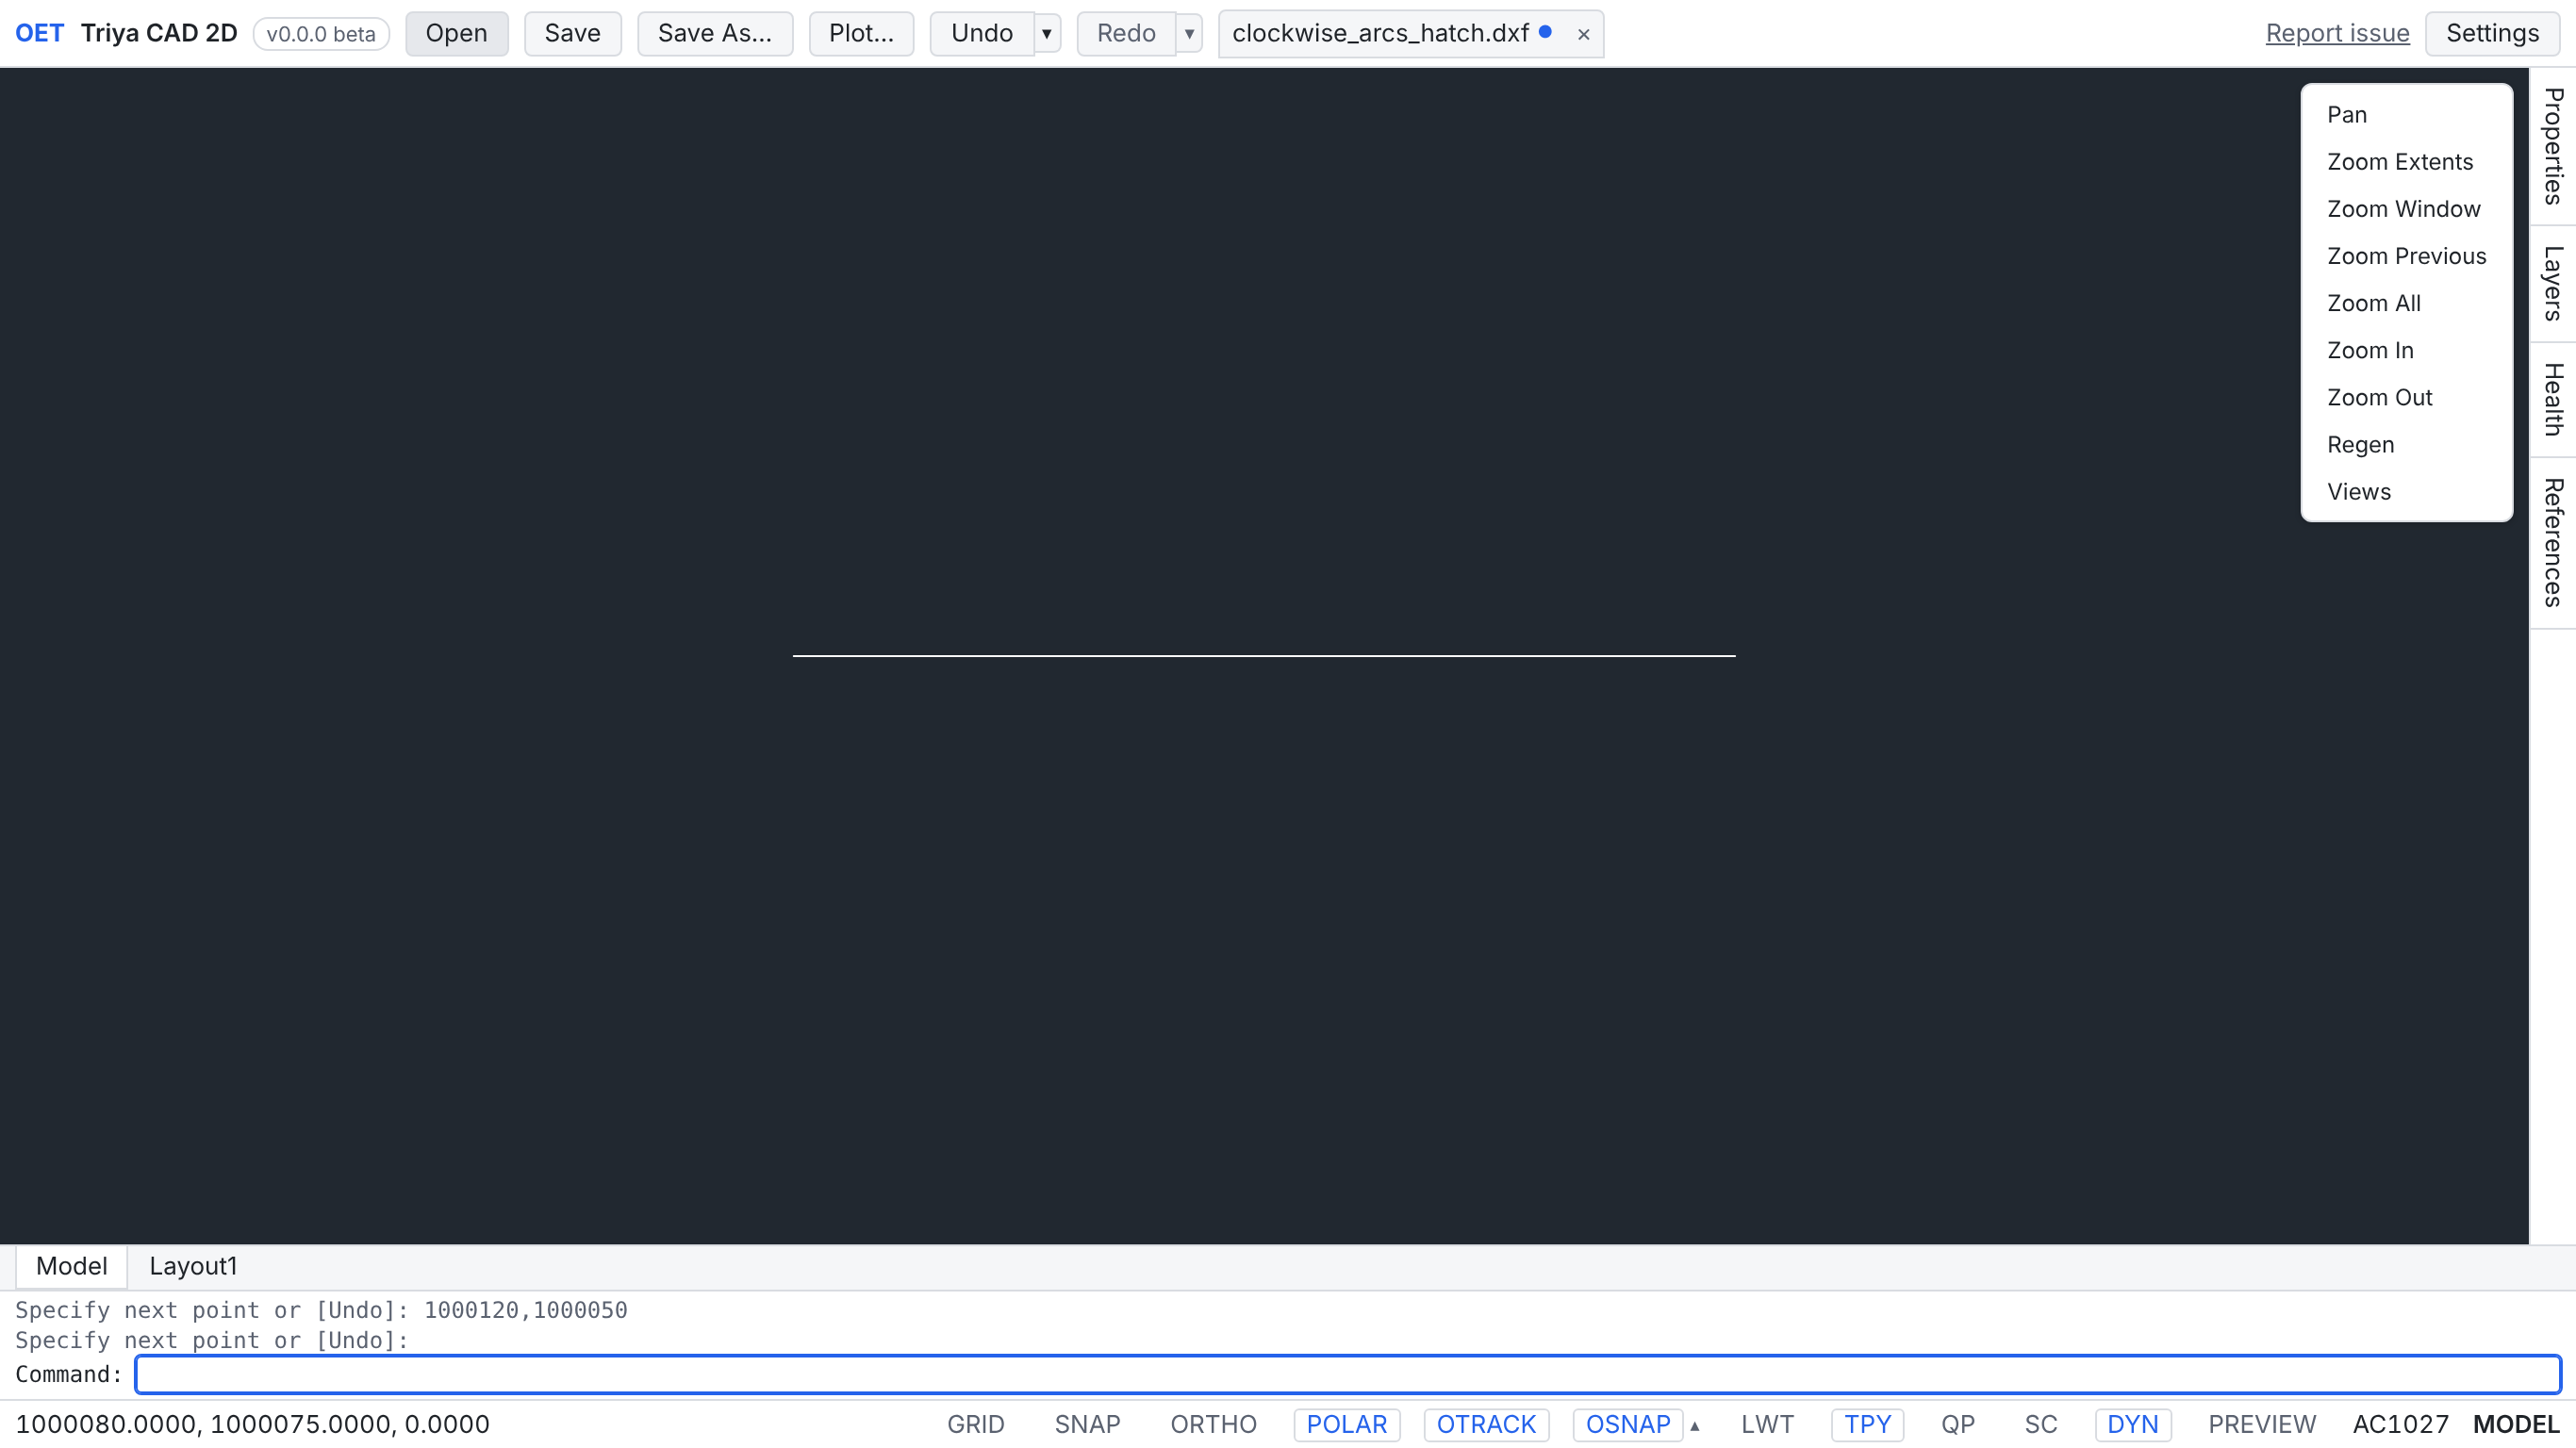 OET Triya CAD 2D v0.0.0 beta Open Save Save As... Plot... Undo ▾ Redo ▾ clockwise_arcs_hatch.dxf × Report issue Settings
Pan
Zoom Extents
Zoom Window
Zoom Previous
Zoom All
Zoom In
Zoom Out
Regen
Views
Properties
Layers
Health
References
Model Layout1
Specify next point or [Undo]: 1000120,1000050
Specify next point or [Undo]:
Command:
1000080.0000, 1000075.0000, 0.0000 GRID SNAP ORTHO POLAR OTRACK OSNAP ▴ LWT TPY QP SC DYN PREVIEW AC1027 MODEL